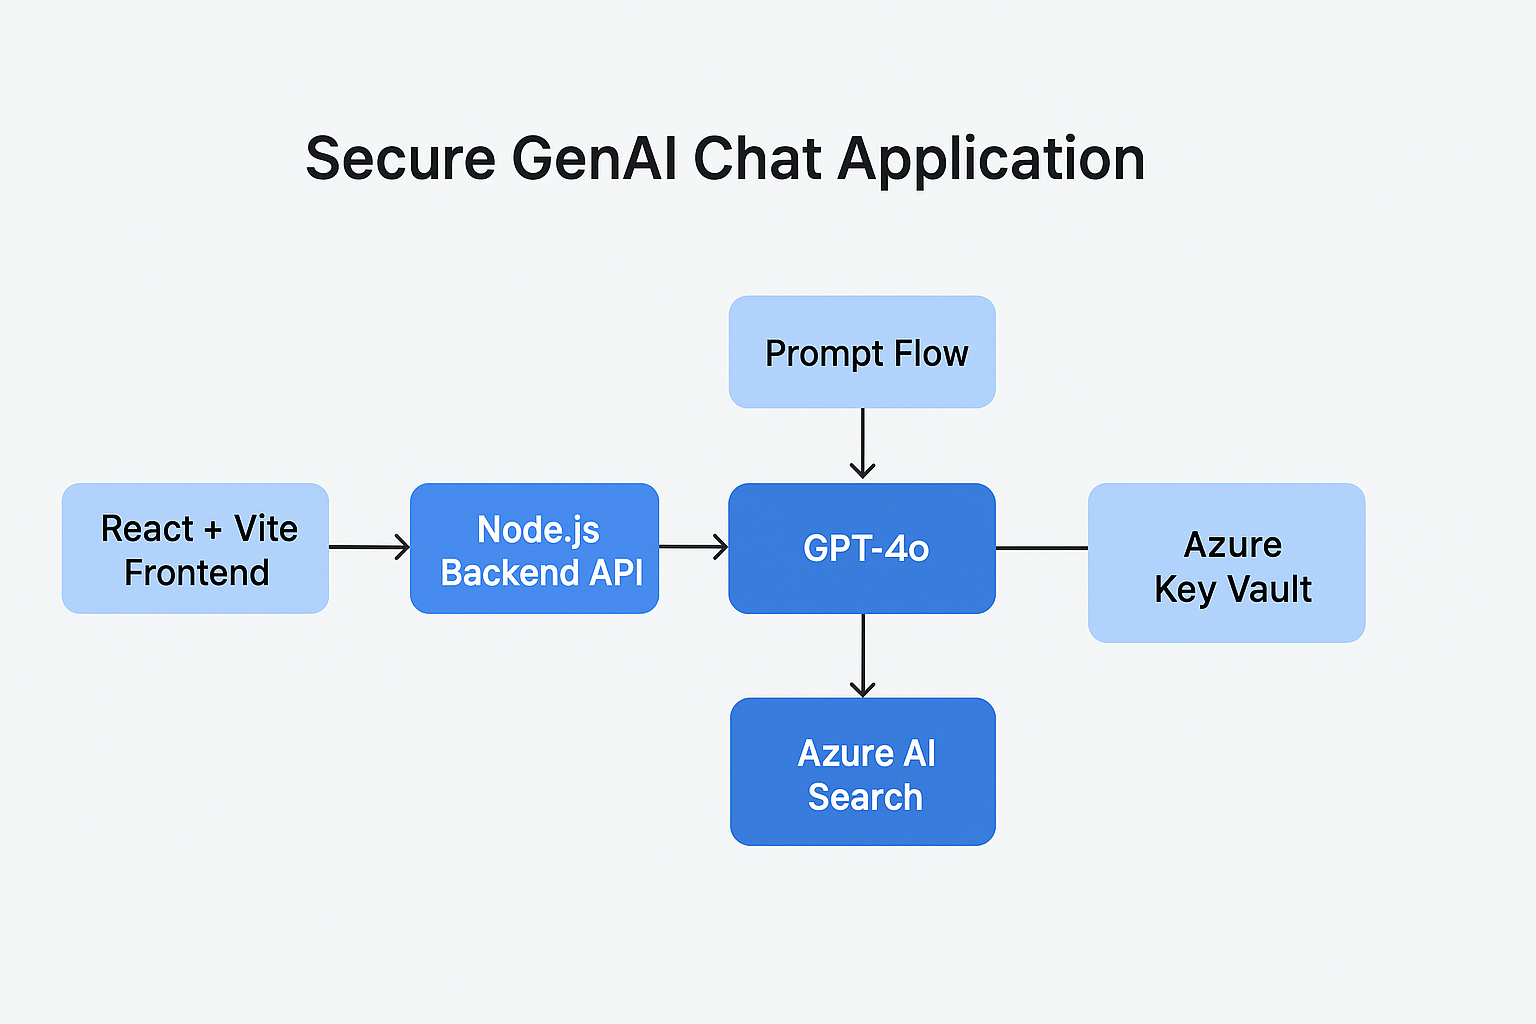 Secure GenAI Chat Application
Prompt Flow
React + Vite
Frontend
Node.js
Backend API
GPT-4o
Azure
Key Vault
Azure AI
Search